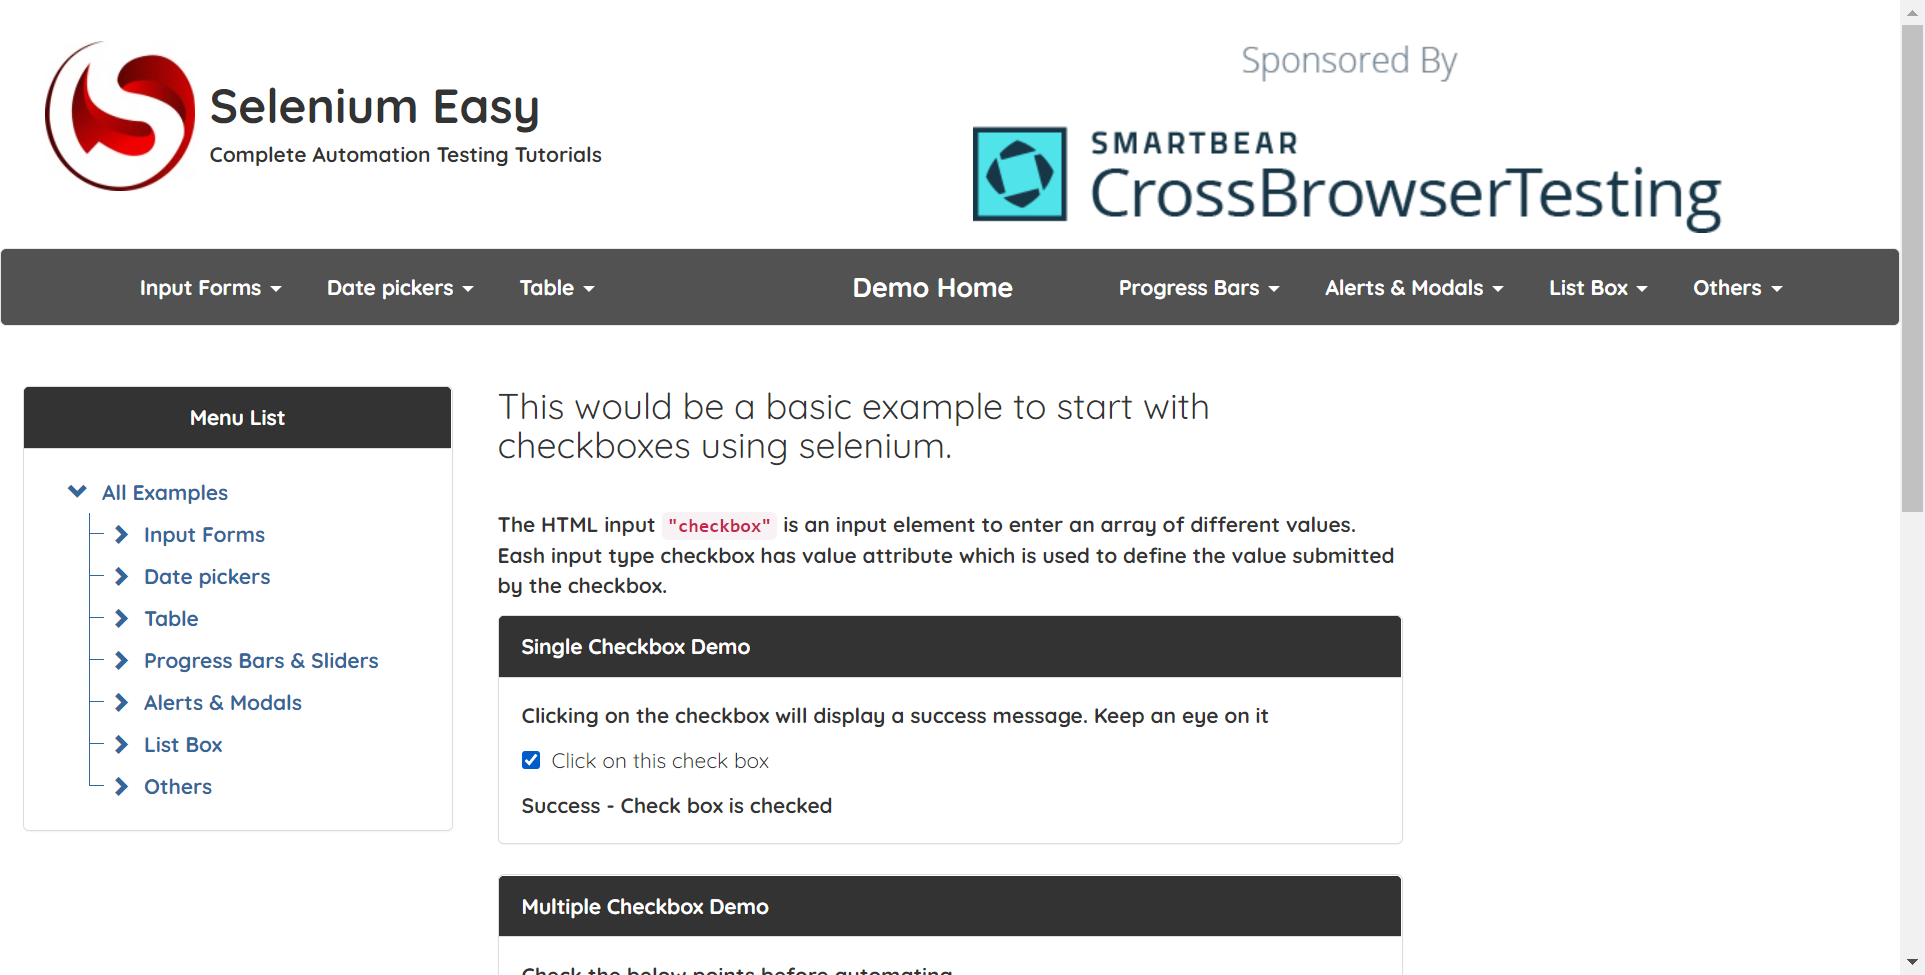 Selenium Easy
Complete Automation Testing Tutorials
Sponsored By
SMARTBEAR
CrossBrowserTesting
Input Forms
Date pickers
Table
Demo Home
Progress Bars
Alerts & Modals
List Box
Others
Menu List
All Examples
Input Forms
Date pickers
Table
Progress Bars & Sliders
Alerts & Modals
List Box
Others
This would be a basic example to start with
checkboxes using selenium.
The HTML input "checkbox" is an input element to enter an array of different values.
Eash input type checkbox has value attribute which is used to define the value submitted
by the checkbox.
Single Checkbox Demo
Clicking on the checkbox will display a success message. Keep an eye on it
Click on this check box
Success - Check box is checked
Multiple Checkbox Demo
Check the below points before automating